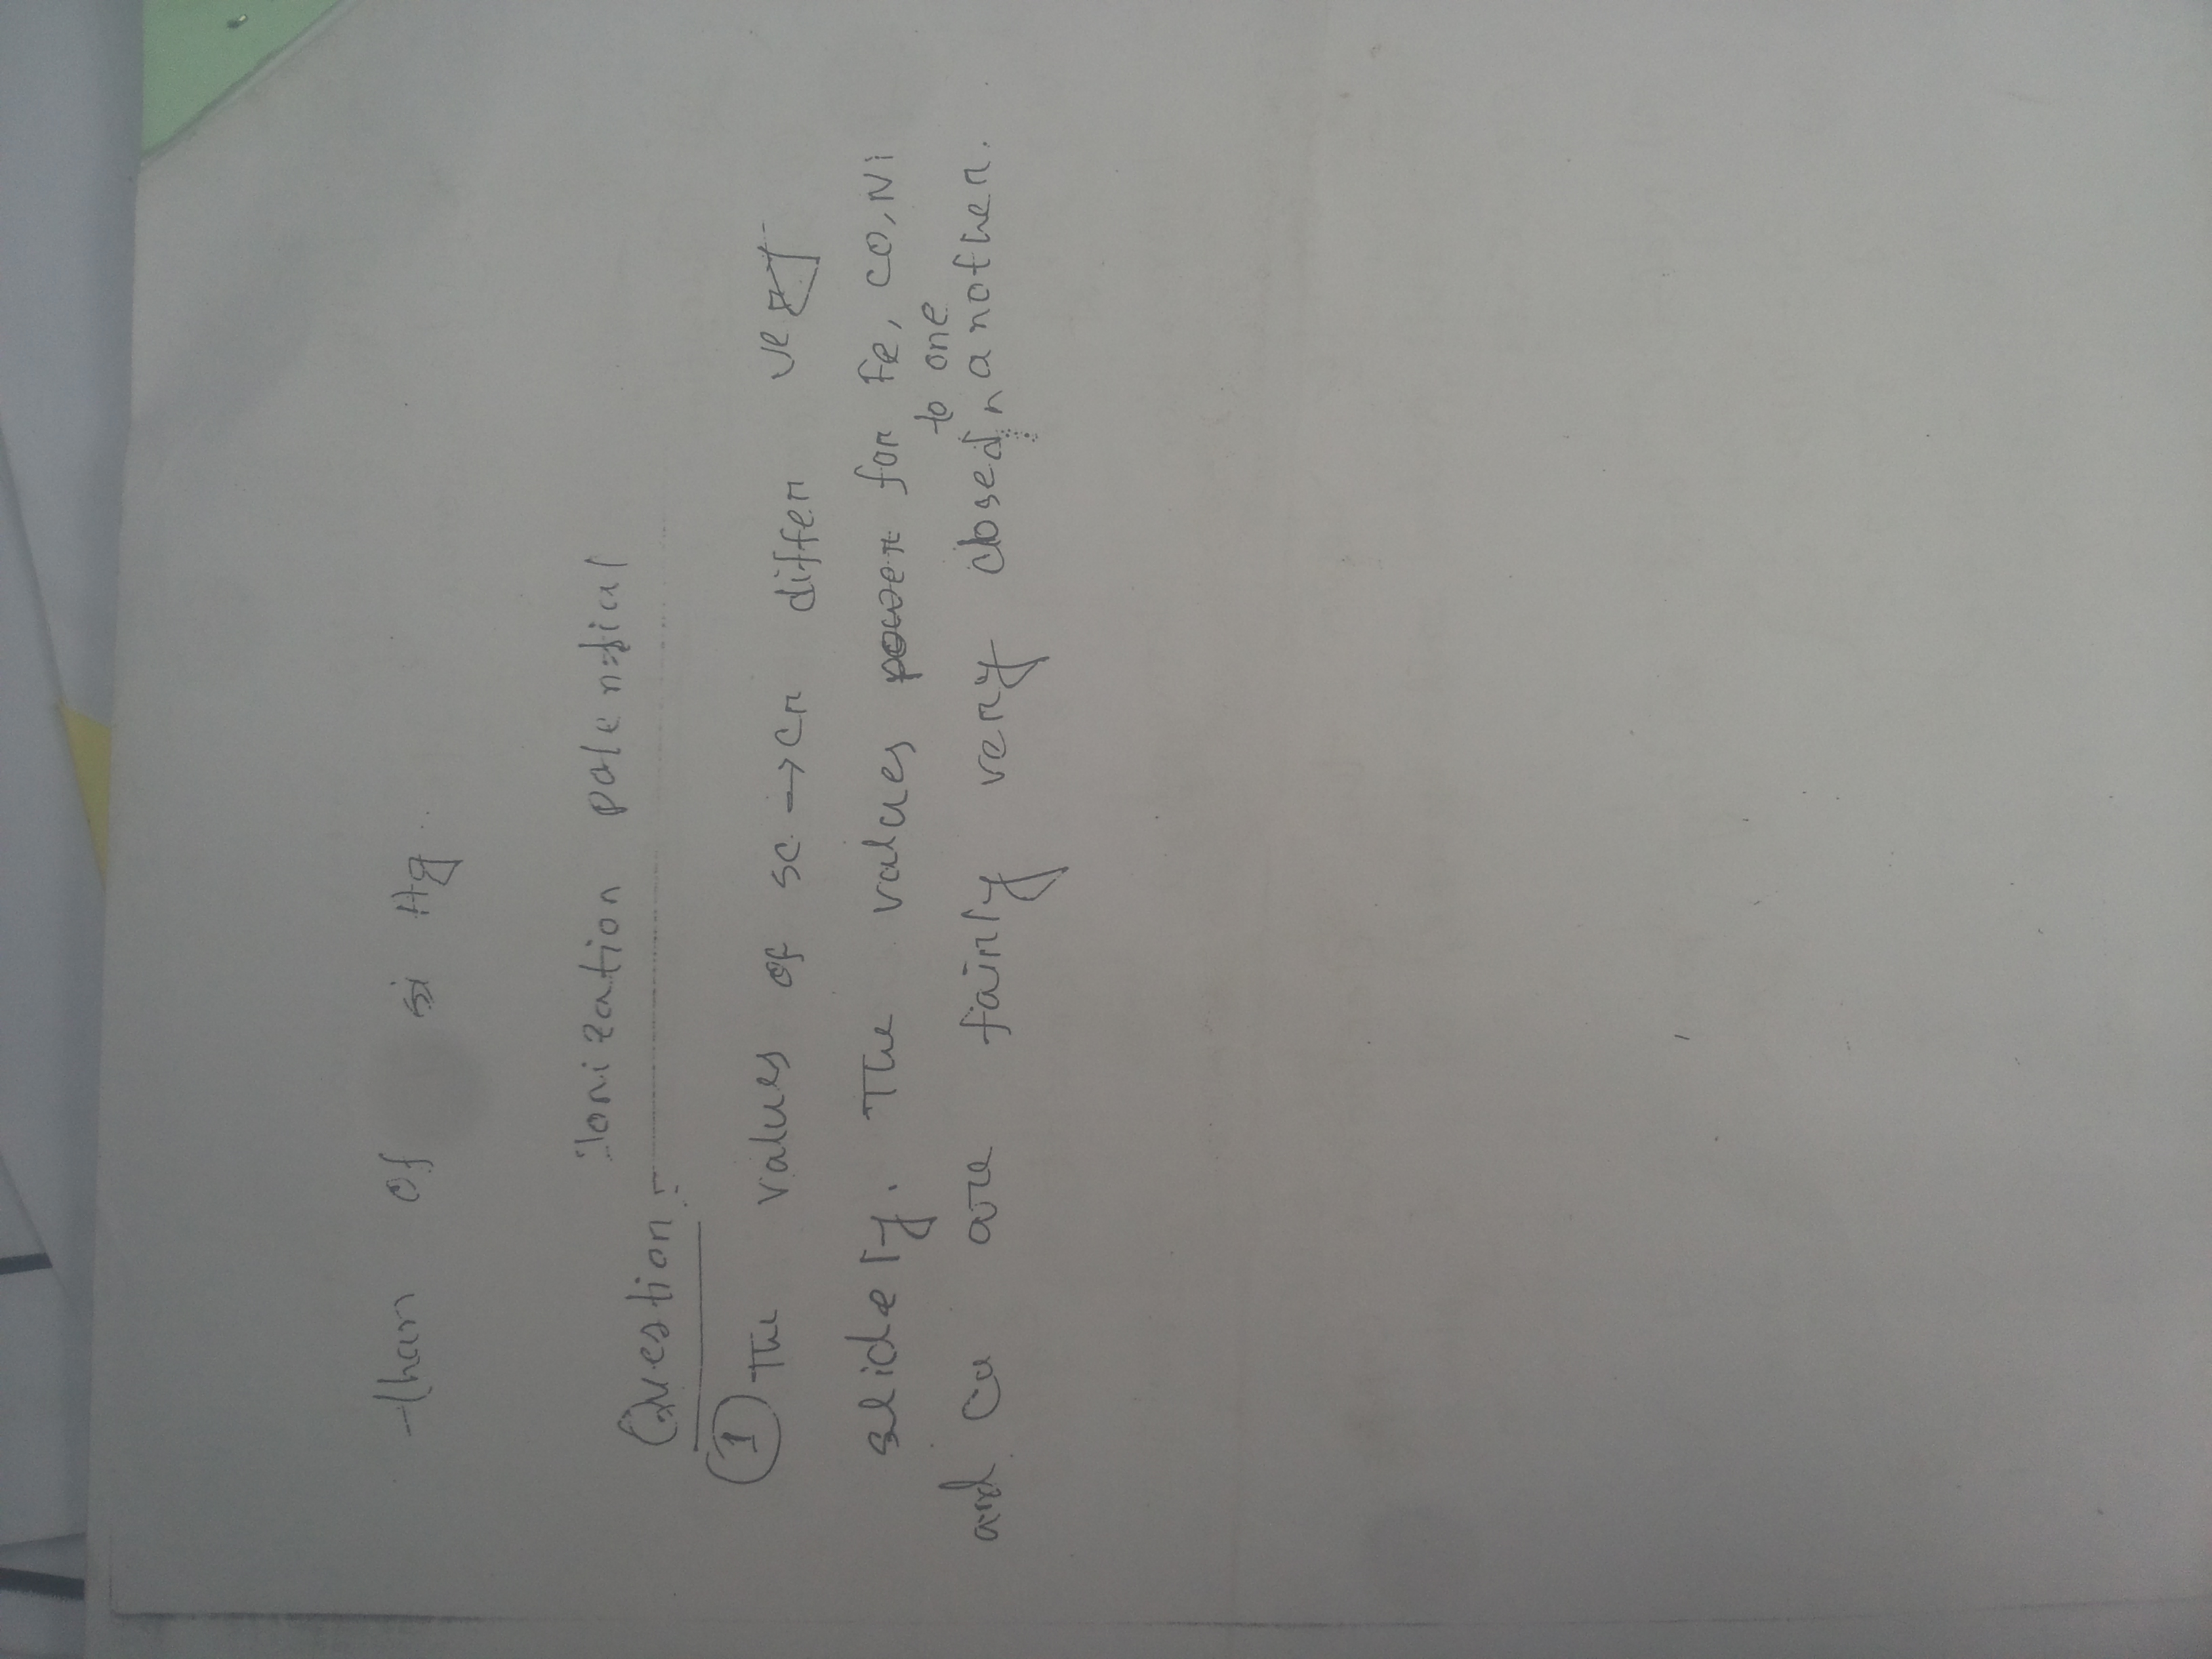 than of si Hg.
Ionization potential
Question:-
① The values of sc → cr differ very
slidely. The values power for Fe, CO, Ni
to one
and Cu are fairly very closed, another.